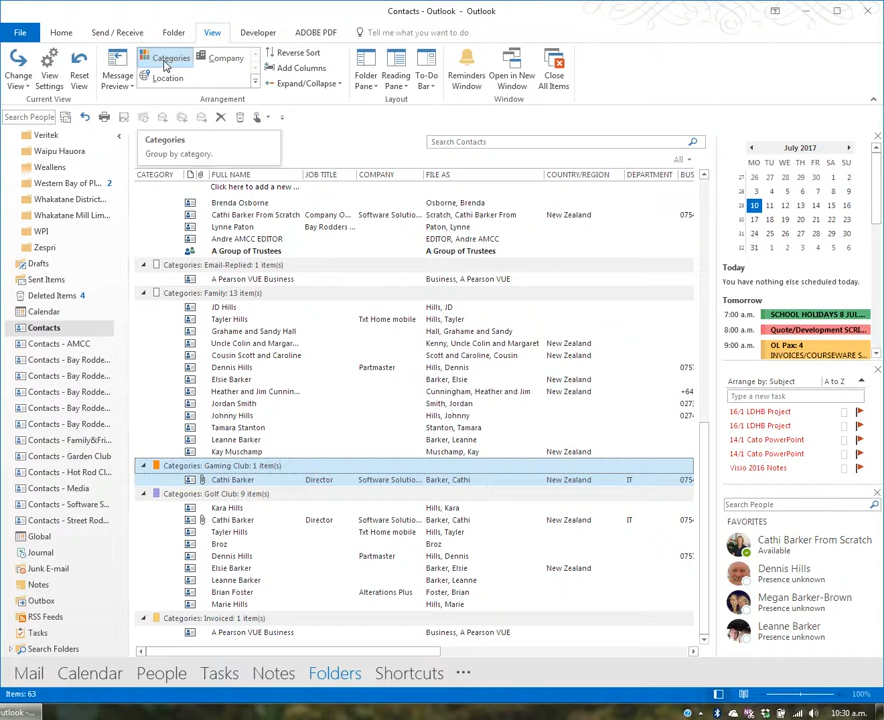 Contacts - Outlook - Outlook
File Home Send / Receive Folder View Developer ADOBE PDF Tell me what you want to do
Change View View Settings Reset View
Current View
Message Preview
Categories Company
Location
Reverse Sort
Add Columns
Expand/Collapse
Arrangement
Folder Pane Reading Pane To-Do Bar
Layout
Reminders Window Open in New Window Close All Items
Window
Search People
Categories
Group by category.
Search Contacts
All
CATEGORY FULL NAME JOB TITLE COMPANY FILE AS COUNTRY/REGION DEPARTMENT BUS
Click here to add a new ...
Brenda Osborne Osborne, Brenda
Cathi Barker From Scratch Company O... Software Solutio... Scratch, Cathi Barker From New Zealand 0754
Lynne Paton Bay Rodders ... Paton, Lynne
Andre AMCC EDITOR EDITOR, Andre AMCC
A Group of Trustees A Group of Trustees
Categories: Email-Replied: 1 item(s)
A Pearson VUE Business Business, A Pearson VUE
Categories: Family: 13 item(s)
JD Hills Hills, JD
Tayler Hills Txt Home mobile Hills, Tayler
Grahame and Sandy Hall Hall, Grahame and Sandy
Uncle Colin and Margar... Margaret, Uncle Colin and New Zealand
Cousin Scott and Caroline Scott and Caroline, Cousin New Zealand
Dennis Hills Partmaster Hills, Dennis 0757
Elsie Barker Barker, Elsie New Zealand
Heather and Jim Cunnin... Cunningham, Heather and Jim New Zealand +64
Jordan Smith Smith, Jordan 0273
Johnny Hills Hills, Johnny 0274
Tamara Stanton Stanton, Tamara
Leanne Barker Barker, Leanne
Kay Muschamp Muschamp, Kay New Zealand
Categories: Gaming Club: 1 item(s)
Cathi Barker Director Software Solutio... Barker, Cathi New Zealand IT 0754
Categories: Golf Club: 9 item(s)
Kara Hills Hills, Kara
Cathi Barker Director Software Solutio... Barker, Cathi New Zealand IT 0754
Tayler Hills Txt Home mobile Hills, Tayler
Broz Broz
Dennis Hills Partmaster Hills, Dennis 0757
Elsie Barker Barker, Elsie New Zealand
Leanne Barker Barker, Leanne
Brian Foster Alterations Plus Foster, Brian
Marie Hills Hills, Marie
Categories: Invoiced: 1 item(s)
A Pearson VUE Business Business, A Pearson VUE
Veritek
Waipu Hauora
Weallens
Western Bay of Pl... 2
Whakatane District...
Whakatane Mill Lim...
WPI
Zespri
Drafts
Sent Items
Deleted Items 4
Calendar
Contacts
Contacts - AMCC
Contacts - Bay Rodde...
Contacts - Bay Rodde...
Contacts - Bay Rodde...
Contacts - Bay Rodde...
Contacts - Bay Rodde...
Contacts - Family&Fri...
Contacts - Garden Club
Contacts - Hot Rod Cl...
Contacts - Media
Contacts - Software S...
Contacts - Street Rod...
Global
Journal
Junk E-mail
Notes
Outbox
RSS Feeds
Tasks
Search Folders
July 2017
MO TU WE TH FR SA SU
27 26 27 28 29 30 1 2
28 3 4 5 6 7 8 9
29 10 11 12 13 14 15 16
30 17 18 19 20 21 22 23
31 24 25 26 27 28 29 30
32 31 1 2 3 4 5 6
Today
You have nothing else scheduled today.
Tomorrow
7:00 a.m. SCHOOL HOLIDAYS 8 JUL...
8:00 a.m. Quote/Development SCRI...
9:00 a.m. OL Pax: 4
INVOICES/COURSEWARE S...
Arrange by: Subject A to Z
Type a new task
16/1 LDHB Project
16/1 LDHB Project
14/1 Cato PowerPoint
14/1 Cato PowerPoint
Visio 2016 Notes
Search People
FAVORITES
Cathi Barker From Scratch
Available
Dennis Hills
Presence unknown
Megan Barker-Brown
Presence unknown
Leanne Barker
Presence unknown
Mail Calendar People Tasks Notes Folders Shortcuts
Items: 63
100%
utlook -...
10:30 a.m.